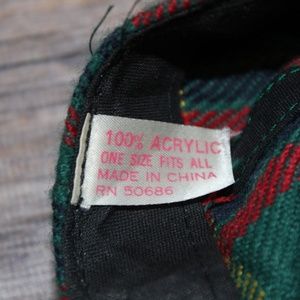 100% ACRYLIC
ONE SIZE FITS ALL
MADE IN CHINA
RN 50686